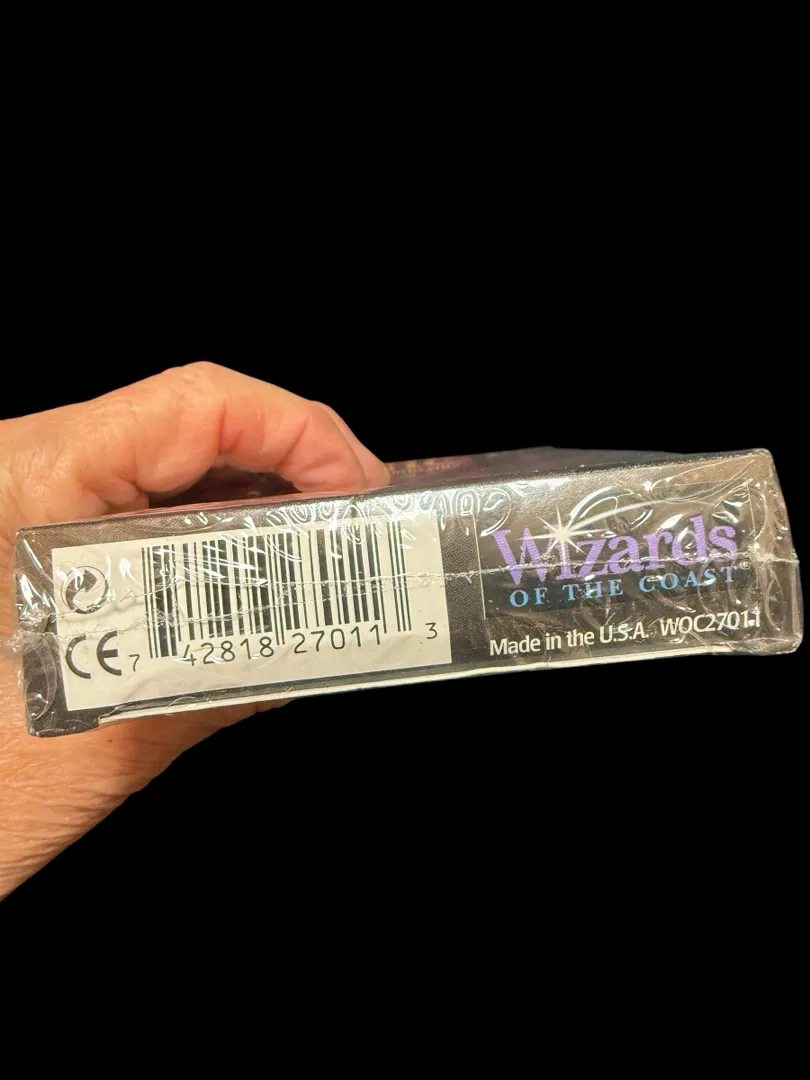 CE
7 42818 27011 3
Wizards
OF THE COAST®
Made in the U.S.A. WOC27011